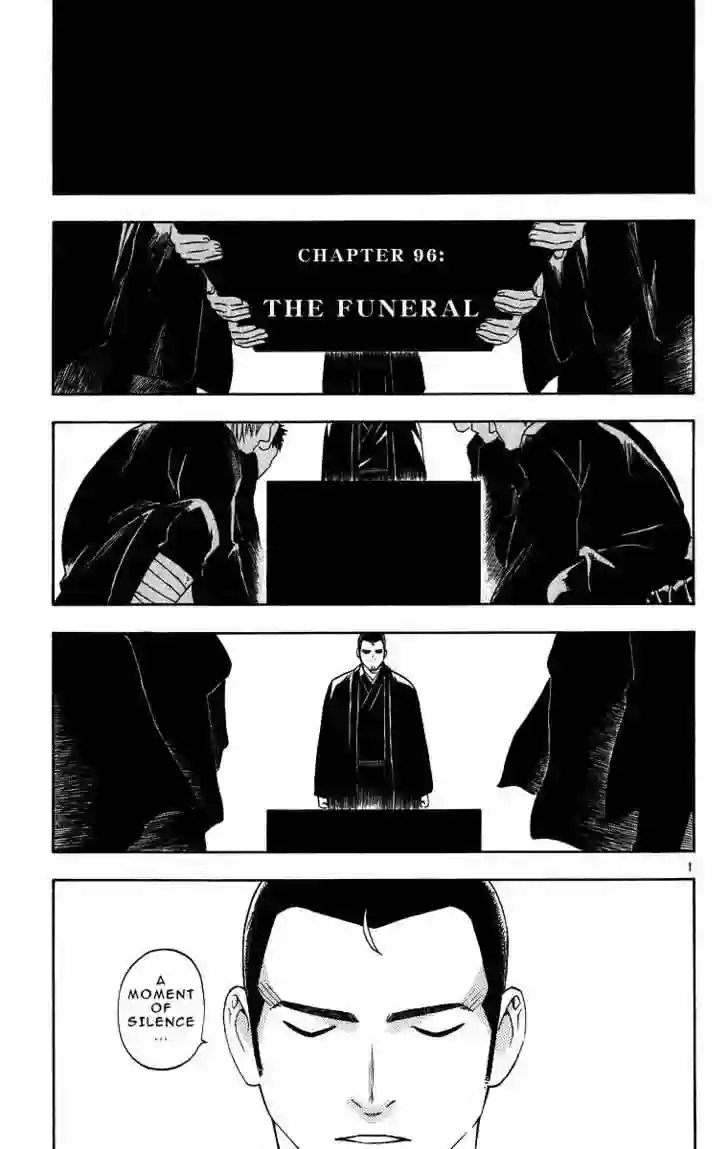 CHAPTER 96:
THE FUNERAL
1
A
MOMENT
OF
SILENCE
...